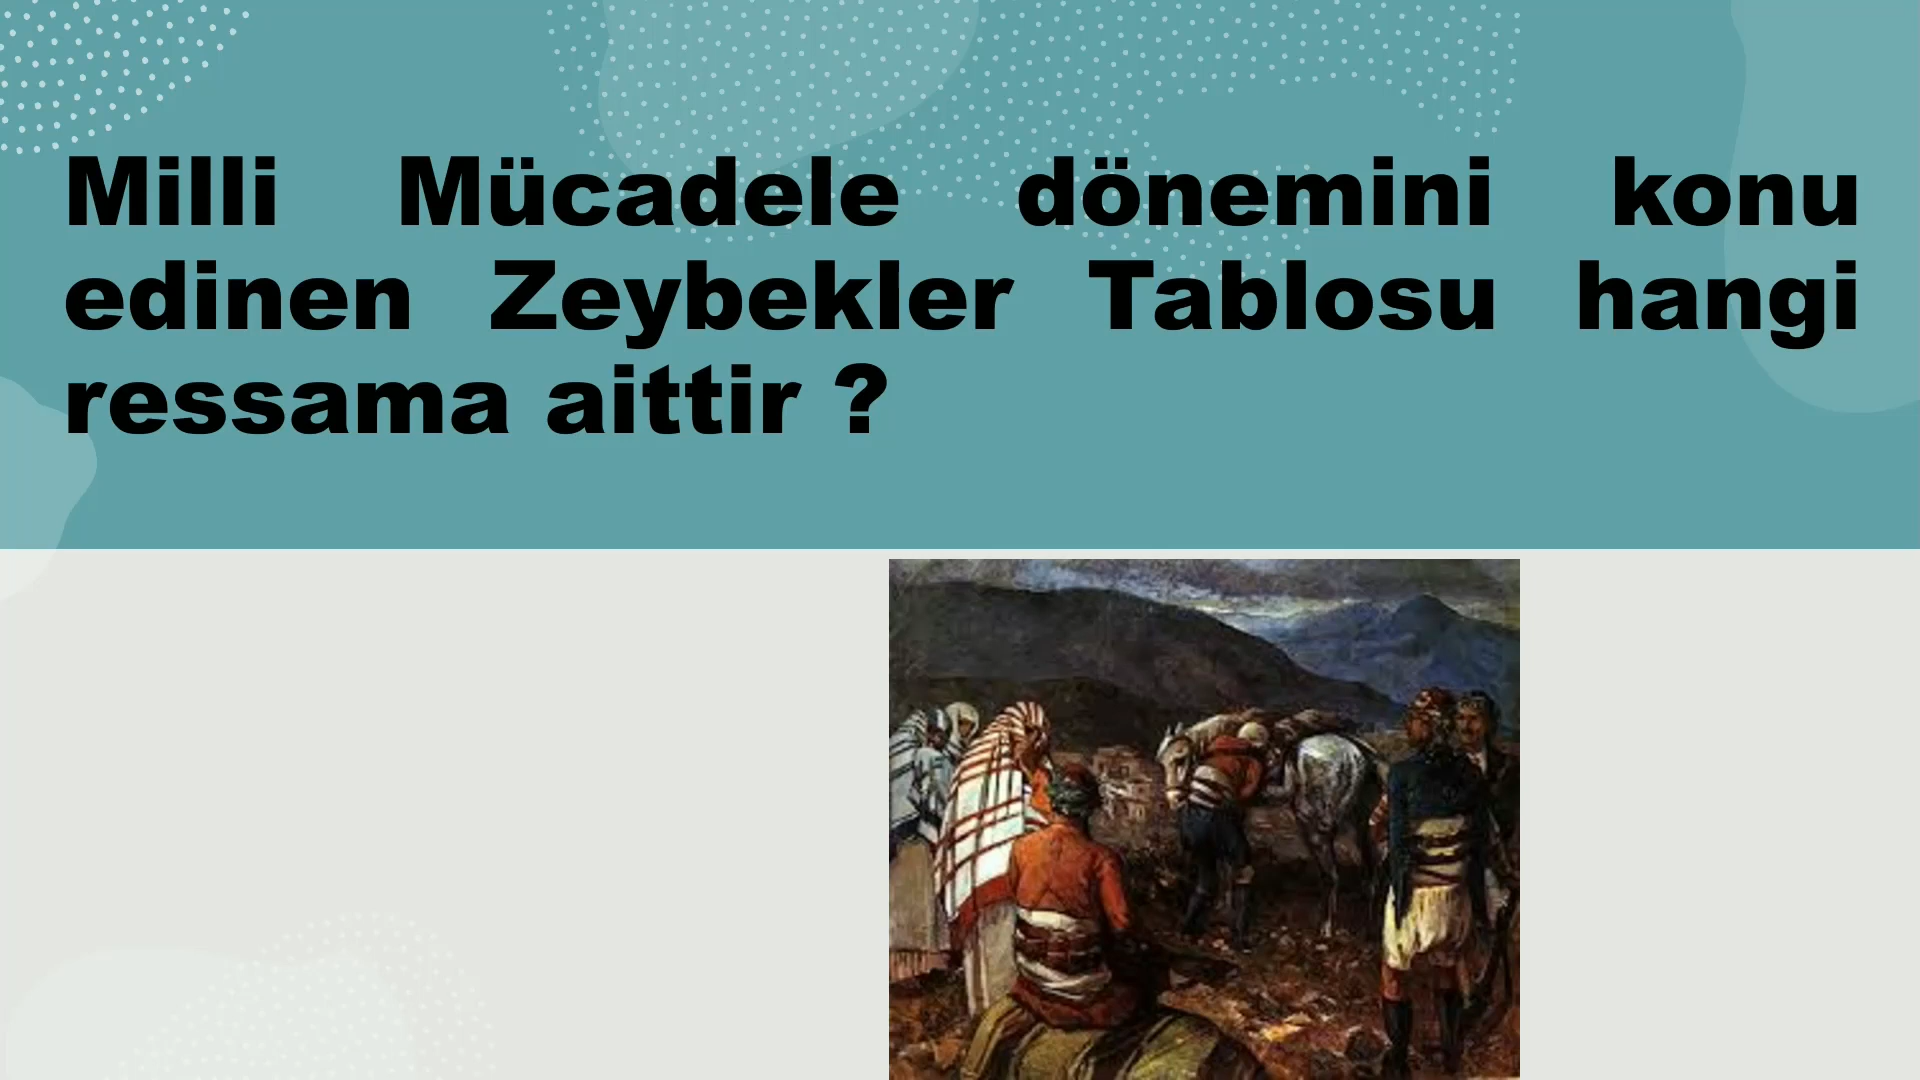 Milli Mücadele dönemini konu
edinen Zeybekler Tablosu hangi
ressama aittir ?